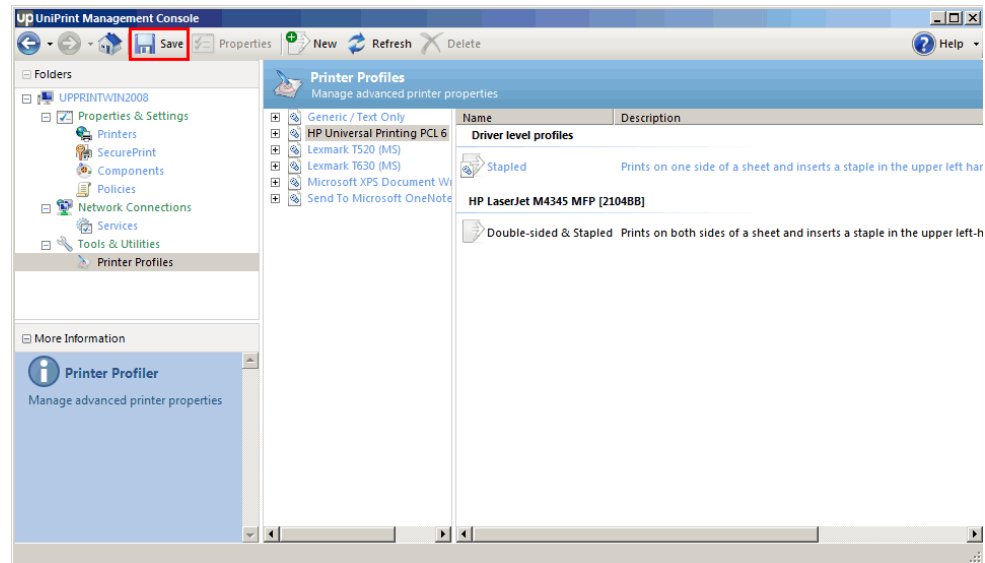 up UniPrint Management Console
Save Properties New Refresh Delete Help
Folders
UPPRINTWIN2008
Properties & Settings
Printers
SecurePrint
Components
Policies
Network Connections
Services
Tools & Utilities
Printer Profiles
More Information
Printer Profiler
Manage advanced printer properties
Printer Profiles
Manage advanced printer properties
Generic / Text Only
HP Universal Printing PCL 6
Lexmark T520 (MS)
Lexmark T630 (MS)
Microsoft XPS Document Wr
Send To Microsoft OneNote
Name Description
Driver level profiles
Stapled Prints on one side of a sheet and inserts a staple in the upper left har
HP LaserJet M4345 MFP [2104BB]
Double-sided & Stapled Prints on both sides of a sheet and inserts a staple in the upper left-h